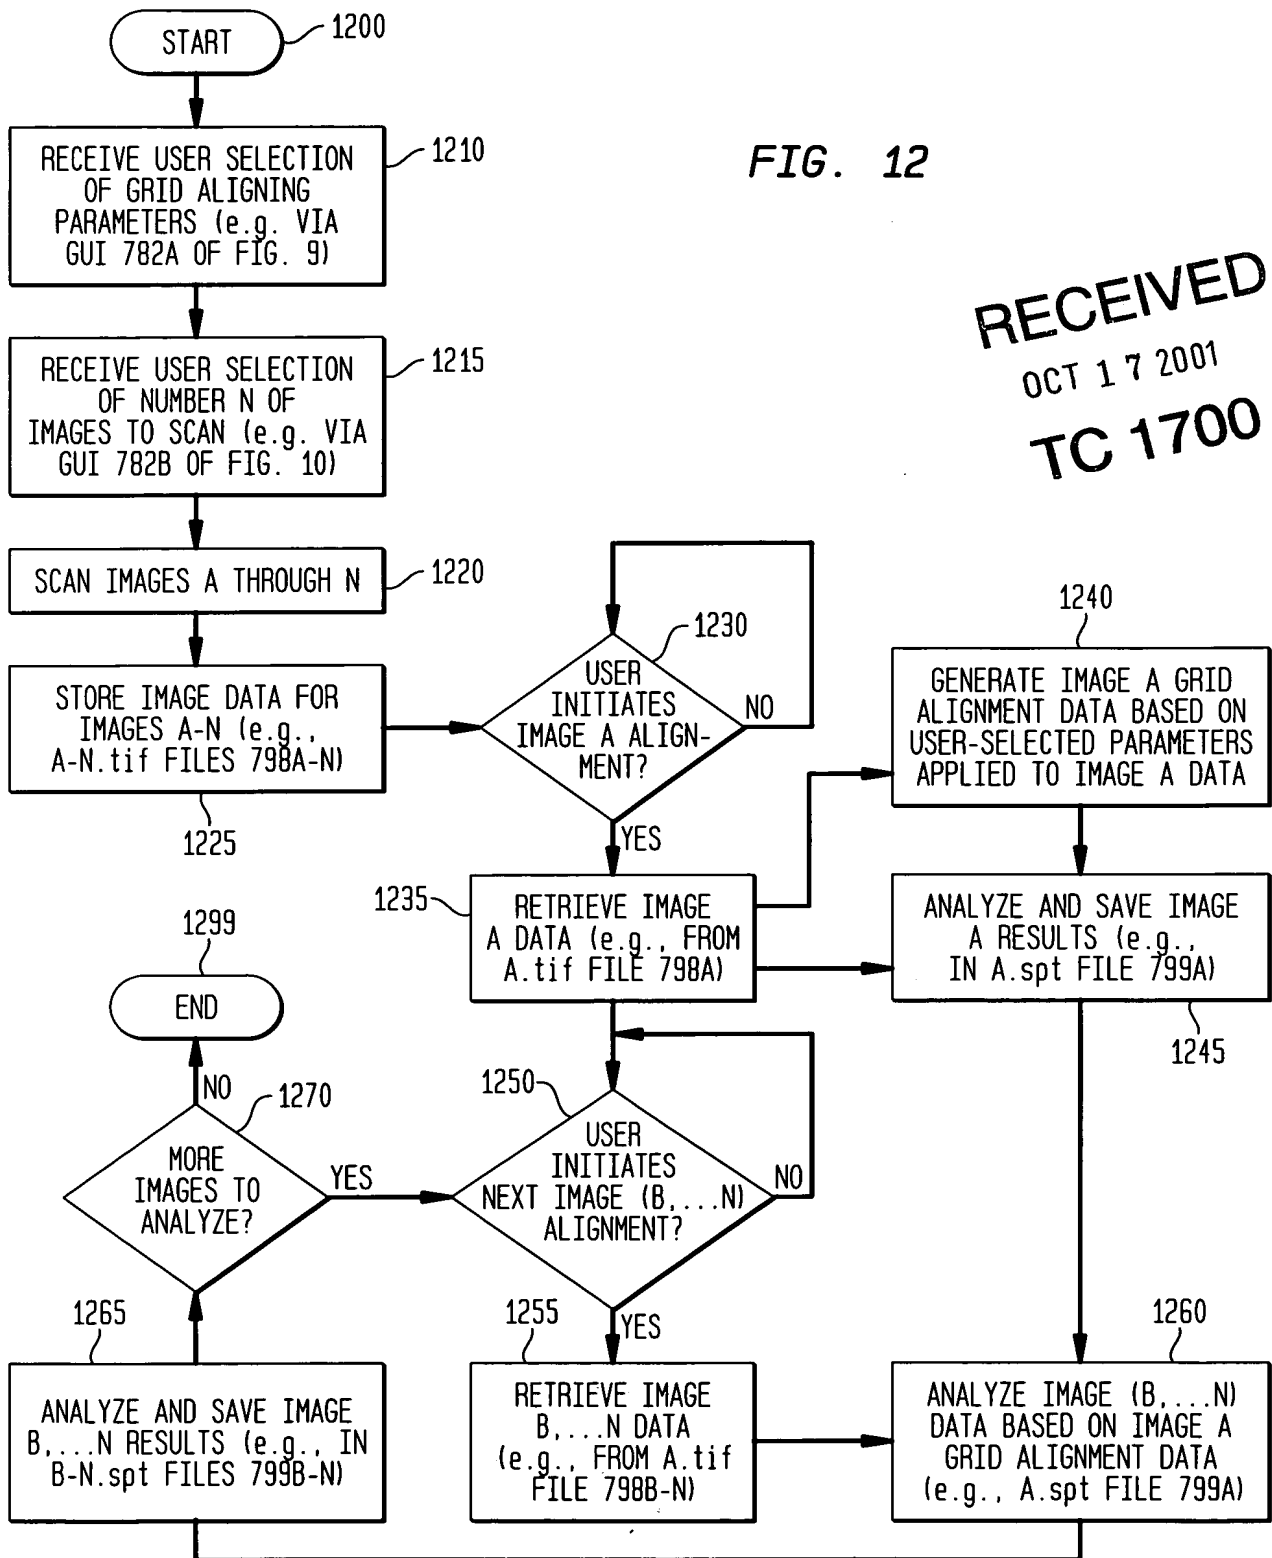 START
1200
RECEIVE USER SELECTION
OF GRID ALIGNING
PARAMETERS (e.g. VIA
GUI 782A OF FIG. 9)
1210
FIG. 12
RECEIVED
OCT 17 2001
TC 1700
RECEIVE USER SELECTION
OF NUMBER N OF
IMAGES TO SCAN (e.g. VIA
GUI 782B OF FIG. 10)
1215
SCAN IMAGES A THROUGH N
1220
STORE IMAGE DATA FOR
IMAGES A-N (e.g.,
A-N.tif FILES 798A-N)
1225
USER
INITIATES
IMAGE A ALIGN-
MENT?
1230
NO
YES
1240
GENERATE IMAGE A GRID
ALIGNMENT DATA BASED ON
USER-SELECTED PARAMETERS
APPLIED TO IMAGE A DATA
1235
RETRIEVE IMAGE
A DATA (e.g., FROM
A.tif FILE 798A)
ANALYZE AND SAVE IMAGE
A RESULTS (e.g.,
IN A.spt FILE 799A)
1245
1299
END
NO
1270
MORE
IMAGES TO
ANALYZE?
YES
1250
USER
INITIATES
NEXT IMAGE (B,...N)
ALIGNMENT?
NO
YES
1265
ANALYZE AND SAVE IMAGE
B,...N RESULTS (e.g., IN
B-N.spt FILES 799B-N)
1255
RETRIEVE IMAGE
B,...N DATA
(e.g., FROM A.tif
FILE 798B-N)
1260
ANALYZE IMAGE (B,...N)
DATA BASED ON IMAGE A
GRID ALIGNMENT DATA
(e.g., A.spt FILE 799A)